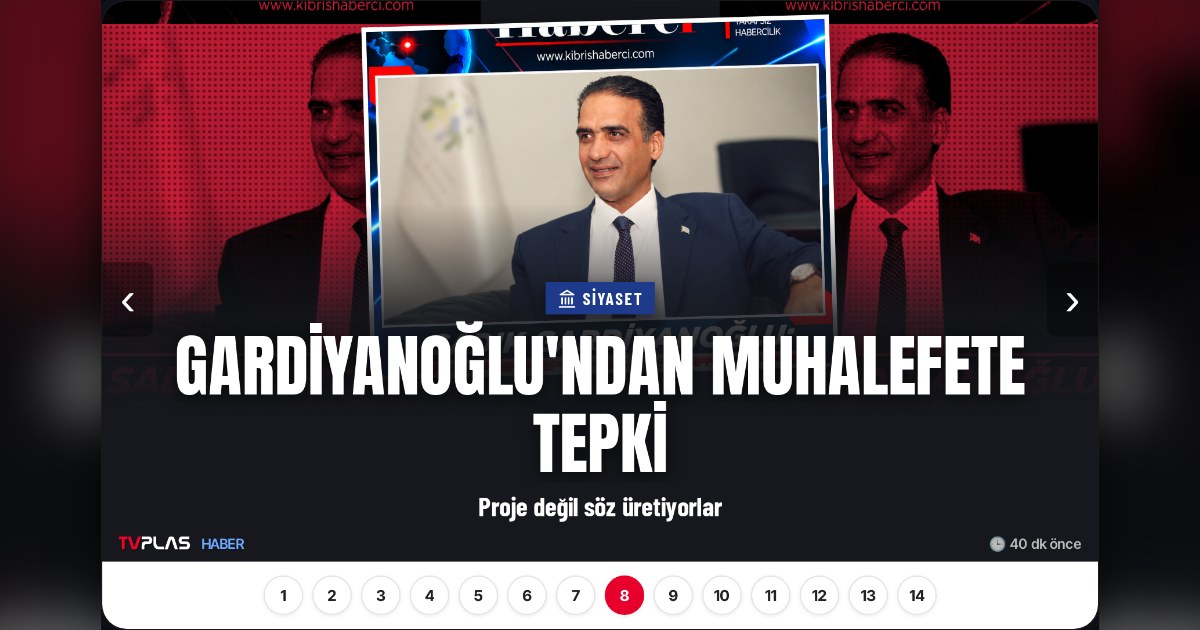 www.kibrishaberci.com
www.kibrishaberci.com
Haberci
HABERCİLİK
www.kibrishaberci.com
SİYASET
GARDİYANOĞLU'NDAN MUHALEFETE
TEPKİ
Proje değil söz üretiyorlar
TVPLAS HABER
40 dk önce
1 2 3 4 5 6 7 8 9 10 11 12 13 14